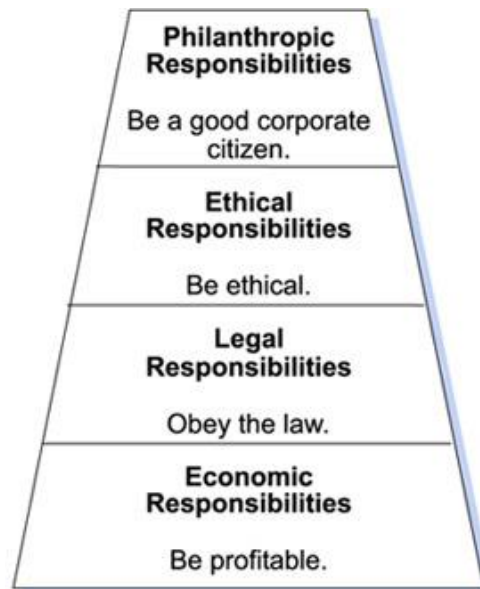 Philanthropic
Responsibilities
Be a good corporate
citizen.
Ethical
Responsibilities
Be ethical.
Legal
Responsibilities
Obey the law.
Economic
Responsibilities
Be profitable.